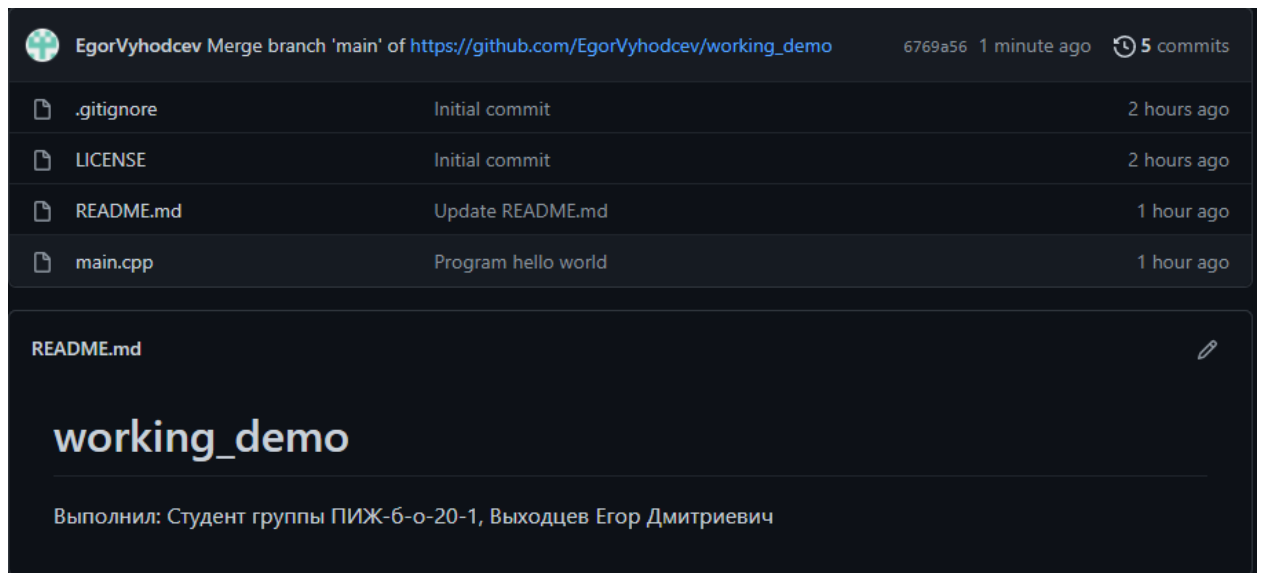 EgorVyhodcev Merge branch 'main' of https://github.com/EgorVyhodcev/working_demo 6769a56 1 minute ago 5 commits
.gitignore Initial commit 2 hours ago
LICENSE Initial commit 2 hours ago
README.md Update README.md 1 hour ago
main.cpp Program hello world 1 hour ago
README.md
working_demo
Выполнил: Студент группы ПИЖ-б-о-20-1, Выходцев Егор Дмитриевич